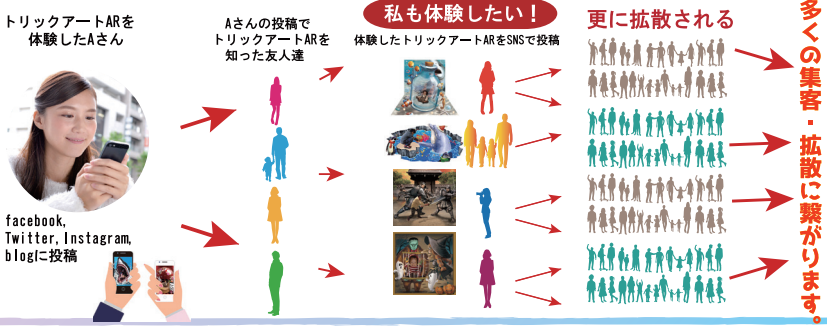 トリックアートARを
体験したAさん
facebook,
Twitter, Instagram,
blogに投稿
Aさんの投稿で
トリックアートARを
知った友人達
私も体験したい！
体験したトリックアートARをSNSで投稿
更に拡散される
多くの集客・拡散に繋がります。